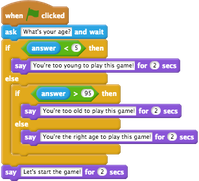 when clicked
ask What's your age? and wait
if answer < 5 then
say You're too young to play this game! for 2 secs
else
if answer > 95 then
say You're too old to play this game! for 2 secs
else
say You're the right age to play this game! for 2 secs
say Let's start the game! for 2 secs